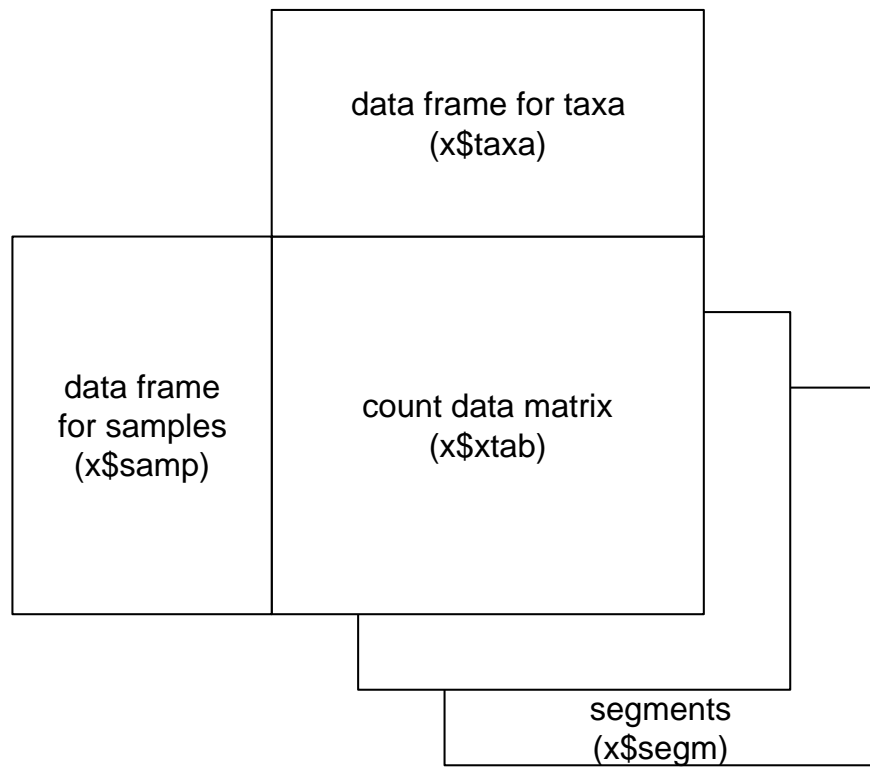 data frame for taxa
(x$taxa)
data frame
for samples
(x$samp)
count data matrix
(x$xtab)
segments
(x$segm)